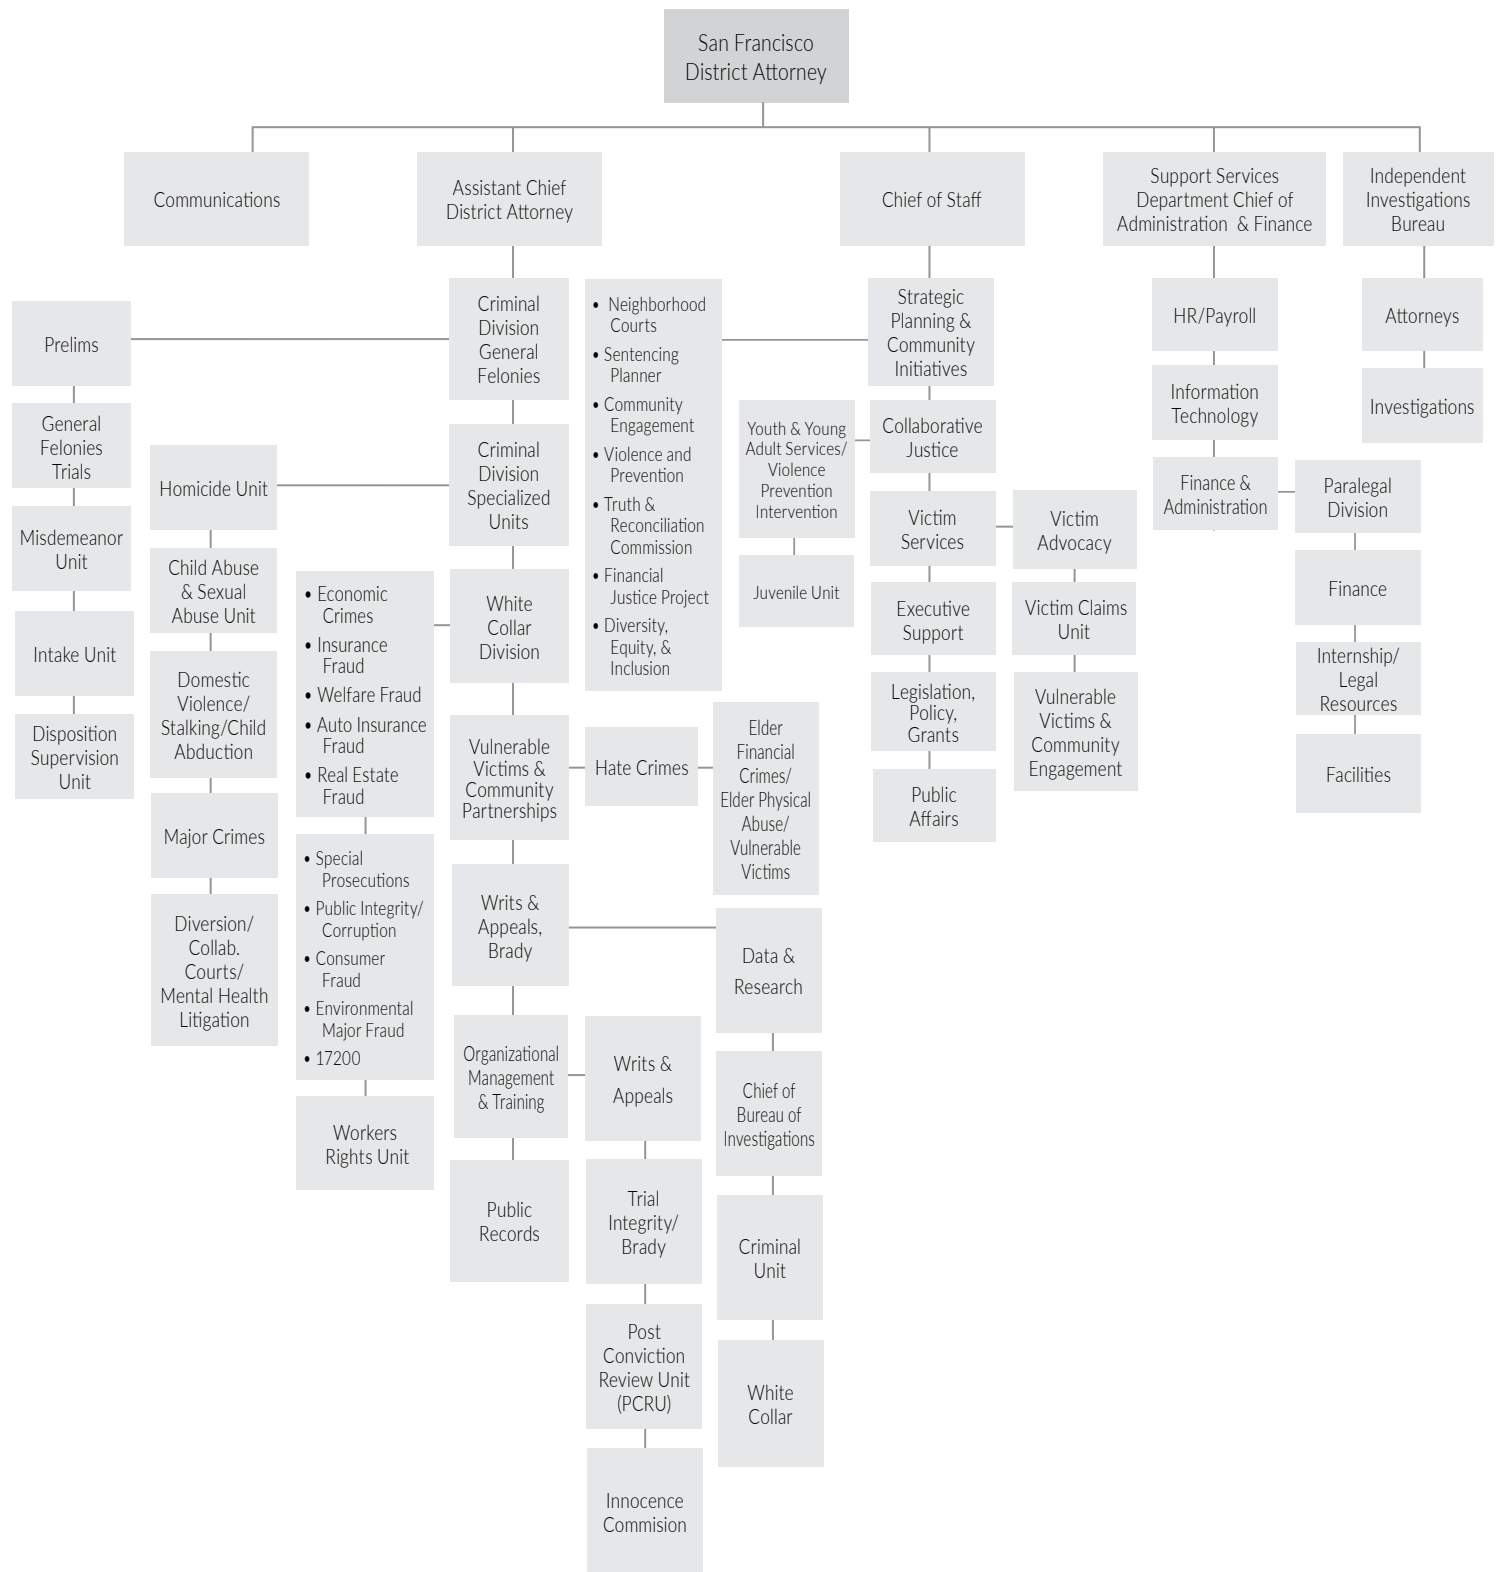 San Francisco
District Attorney
Communications
Assistant Chief
District Attorney
Chief of Staff
Support Services
Department Chief of
Administration & Finance
Independent
Investigations
Bureau
Prelims
General
Felonies
Trials
Misdemeanor
Unit
Intake Unit
Disposition
Supervision
Unit
Homicide Unit
Child Abuse
& Sexual
Abuse Unit
Domestic
Violence/
Stalking/Child
Abduction
Major Crimes
Diversion/
Collab.
Courts/
Mental Health
Litigation
• Economic
Crimes
• Insurance
Fraud
• Welfare Fraud
• Auto Insurance
Fraud
• Real Estate
Fraud
• Special
Prosecutions
• Public Integrity/
Corruption
• Consumer
Fraud
• Environmental
Major Fraud
• 17200
Workers
Rights Unit
Criminal
Division
General
Felonies
Criminal
Division
Specialized
Units
White
Collar
Division
Vulnerable
Victims &
Community
Partnerships
Writs &
Appeals,
Brady
Organizational
Management
& Training
Public
Records
• Neighborhood
Courts
• Sentencing
Planner
• Community
Engagement
• Violence and
Prevention
• Truth &
Reconciliation
Commission
• Financial
Justice Project
• Diversity,
Equity, &
Inclusion
Hate Crimes
Elder
Financial
Crimes/
Elder Physical
Abuse/
Vulnerable
Victims
Writs &
Appeals
Trial
Integrity/
Brady
Post
Conviction
Review Unit
(PCRU)
Innocence
Commision
Data &
Research
Chief of
Bureau of
Investigations
Criminal
Unit
White
Collar
Strategic
Planning &
Community
Initiatives
Youth & Young
Adult Services/
Violence
Prevention
Intervention
Juvenile Unit
Collaborative
Justice
Victim
Services
Executive
Support
Legislation,
Policy,
Grants
Public
Affairs
Victim
Advocacy
Victim Claims
Unit
Vulnerable
Victims &
Community
Engagement
HR/Payroll
Information
Technology
Finance &
Administration
Paralegal
Division
Finance
Internship/
Legal
Resources
Facilities
Attorneys
Investigations